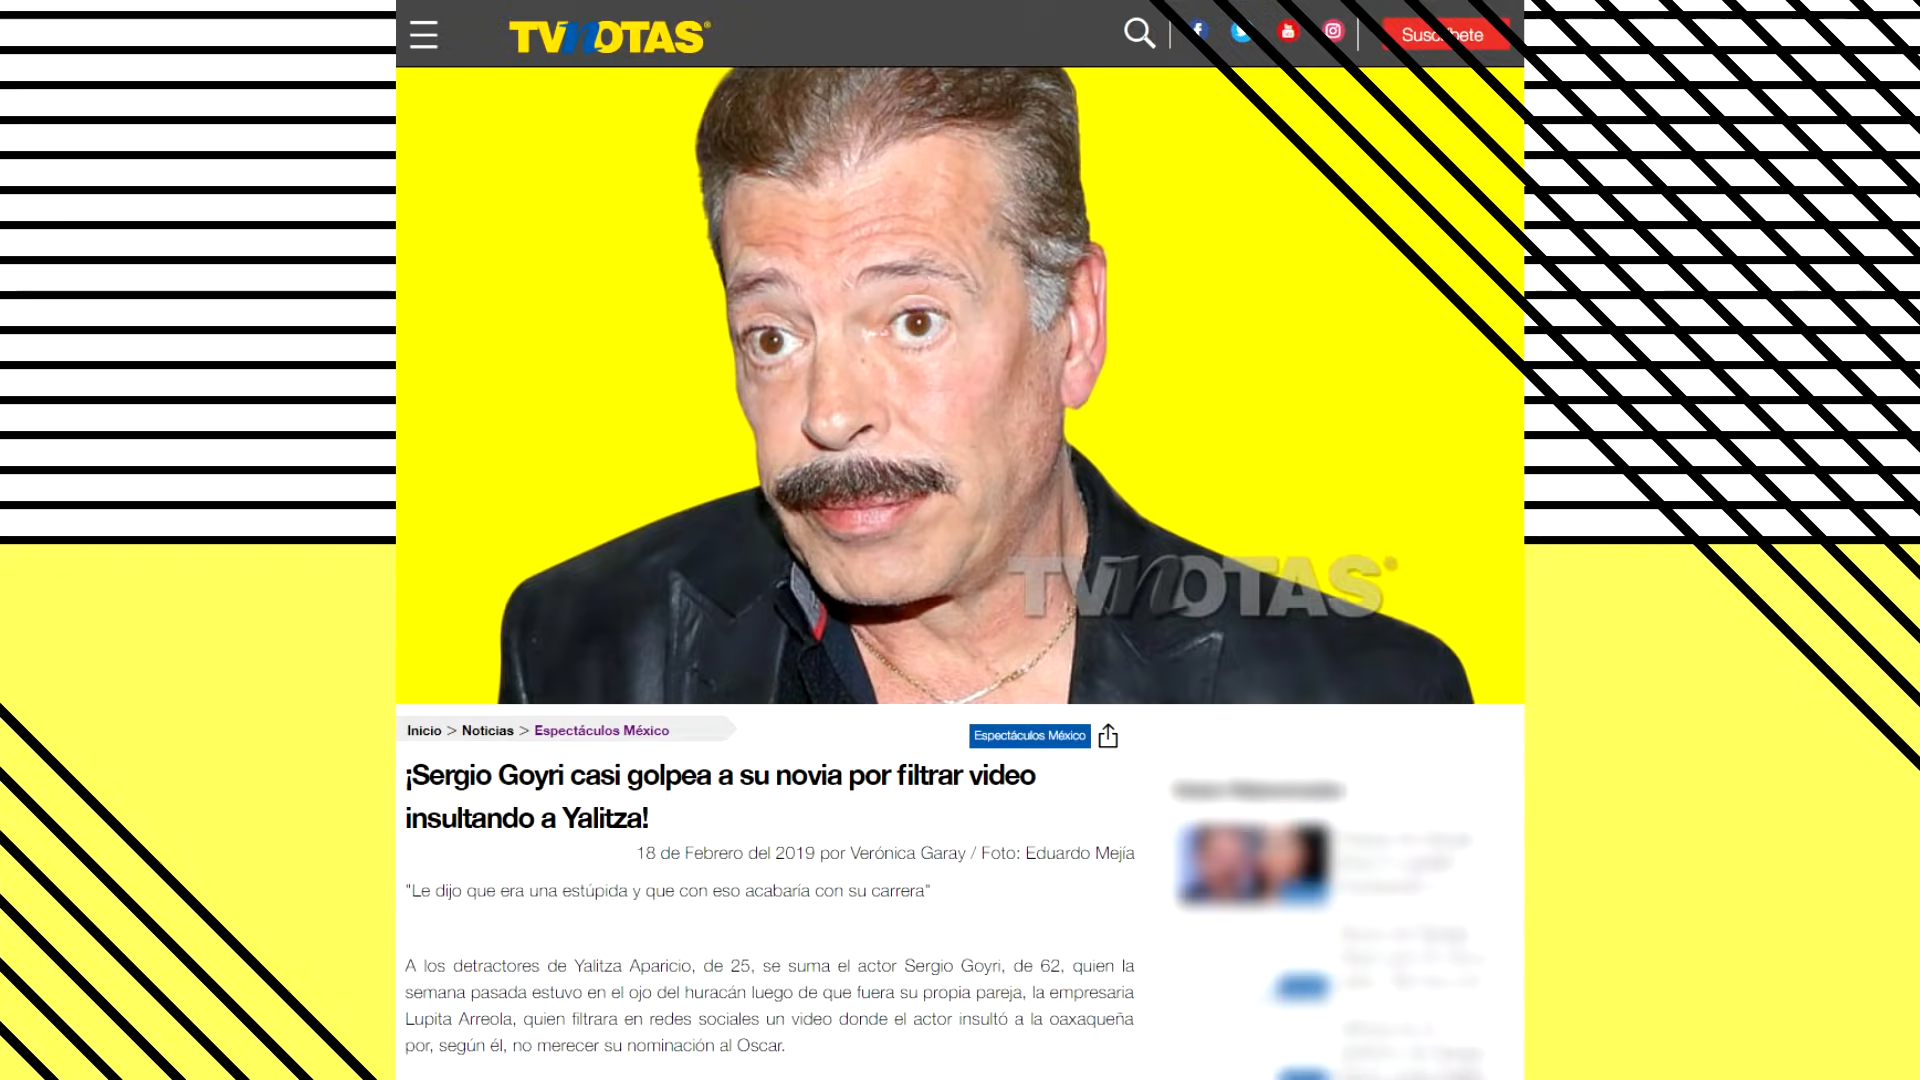 TVnOTAS
Suscríbete
TVnOTAS
Inicio > Noticias > Espectáculos México
Espectáculos México
¡Sergio Goyri casi golpea a su novia por filtrar video
insultando a Yalitza!
18 de Febrero del 2019 por Verónica Garay / Foto: Eduardo Mejía
"Le dijo que era una estúpida y que con eso acabaría con su carrera"
A los detractores de Yalitza Aparicio, de 25, se suma el actor Sergio Goyri, de 62, quien la
semana pasada estuvo en el ojo del huracán luego de que fuera su propia pareja, la empresaria
Lupita Arreola, quien filtrara en redes sociales un video donde el actor insultó a la oaxaqueña
por, según él, no merecer su nominación al Oscar.